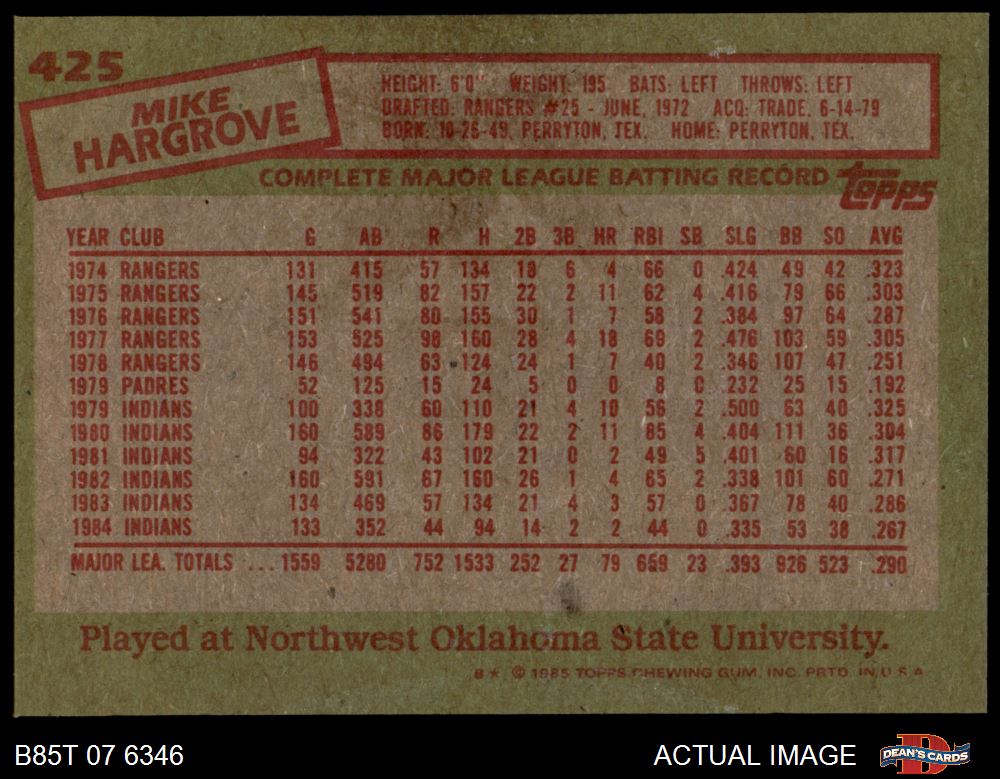 425
MIKE
HARGROVE
HEIGHT: 6'0" WEIGHT: 195 BATS: LEFT THROWS: LEFT
DRAFTED: RANGERS #25 - JUNE, 1972 ACQ: TRADE, 6-14-79
BORN: 10-26-49, PERRYTON, TEX. HOME: PERRYTON, TEX.
COMPLETE MAJOR LEAGUE BATTING RECORD topps
YEAR CLUB G AB R H 2B 3B HR RBI SB SLG BB SO AVG
1974 RANGERS 131 415 57 134 18 6 4 66 0 .424 49 42 .323
1975 RANGERS 145 519 82 157 22 2 11 62 4 .416 79 66 .303
1976 RANGERS 151 541 80 155 30 1 7 58 2 .384 97 64 .287
1977 RANGERS 153 525 98 160 28 4 18 69 2 .476 103 59 .305
1978 RANGERS 146 494 63 124 24 1 7 40 2 .346 107 47 .251
1979 PADRES 52 125 15 24 5 0 0 8 0 .232 25 15 .192
1979 INDIANS 100 338 60 110 21 4 10 56 2 .500 63 40 .325
1980 INDIANS 160 589 86 179 22 2 11 85 4 .404 111 36 .304
1981 INDIANS 94 322 43 102 21 0 2 49 5 .401 60 16 .317
1982 INDIANS 160 591 67 160 26 1 4 65 2 .338 101 60 .271
1983 INDIANS 134 469 57 134 21 4 3 57 0 .367 78 40 .286
1984 INDIANS 133 352 44 94 14 2 2 44 0 .335 53 38 .267
MAJOR LEA. TOTALS ... 1559 5280 752 1533 252 27 79 659 23 .393 926 523 .290
Played at Northwest Oklahoma State University.
B★ © 1985 TOPPS CHEWING GUM, INC. PRTD. IN U S A
B85T 07 6346 ACTUAL IMAGE DEAN'S CARDS